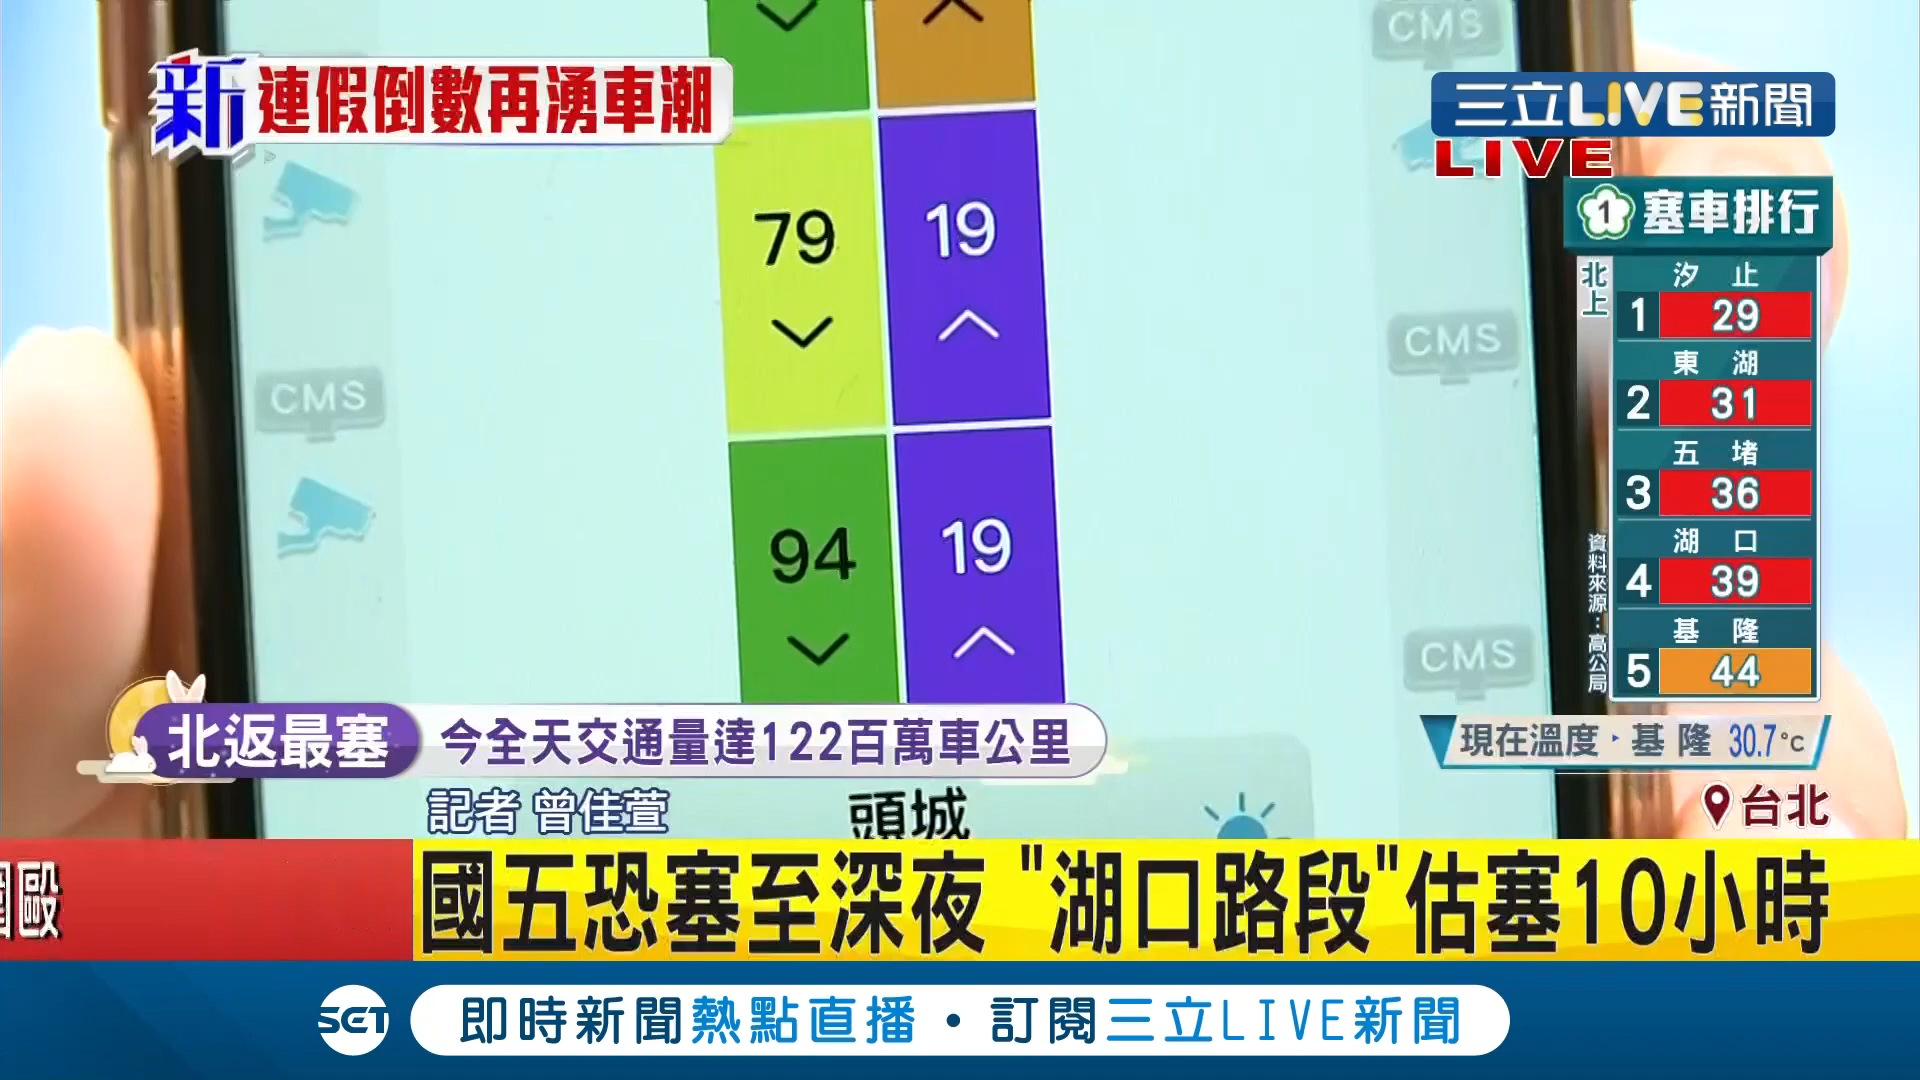 新 連假倒數再湧車潮
三立LIVE新聞
LIVE
1 塞車排行
北上
汐止
1 29
東湖
2 31
五堵
3 36
湖口
4 39
基隆
5 44
資料來源：高公局
現在溫度 · 基隆 30.7°C
台北
CMS
79 19
CMS
CMS
94 19
CMS
頭城
北返最塞 今全天交通量達122百萬車公里
記者 曾佳萱
毆
國五恐塞至深夜 "湖口路段"估塞10小時
SET 即時新聞熱點直播・訂閱三立LIVE新聞